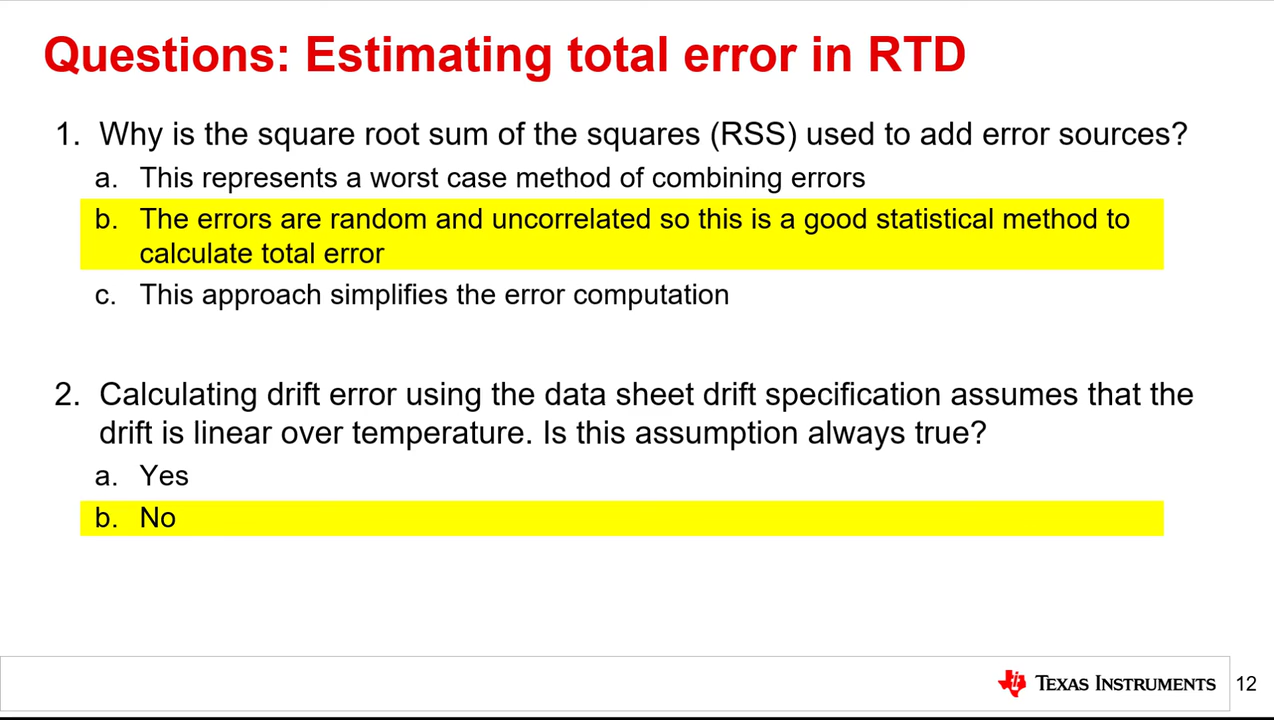 Questions: Estimating total error in RTD
1. Why is the square root sum of the squares (RSS) used to add error sources?
a. This represents a worst case method of combining errors
b. The errors are random and uncorrelated so this is a good statistical method to
calculate total error
c. This approach simplifies the error computation
2. Calculating drift error using the data sheet drift specification assumes that the
drift is linear over temperature. Is this assumption always true?
a. Yes
b. No
TEXAS INSTRUMENTS 12